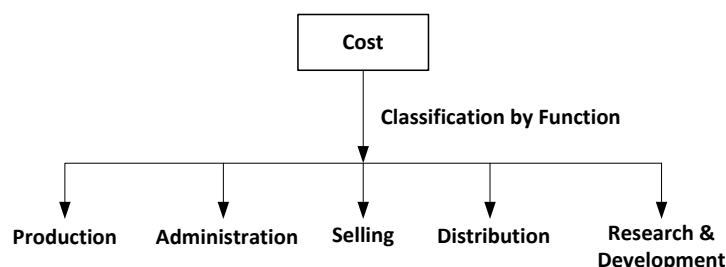 Cost
Classification by Function
Production
Administration
Selling
Distribution
Research &
Development